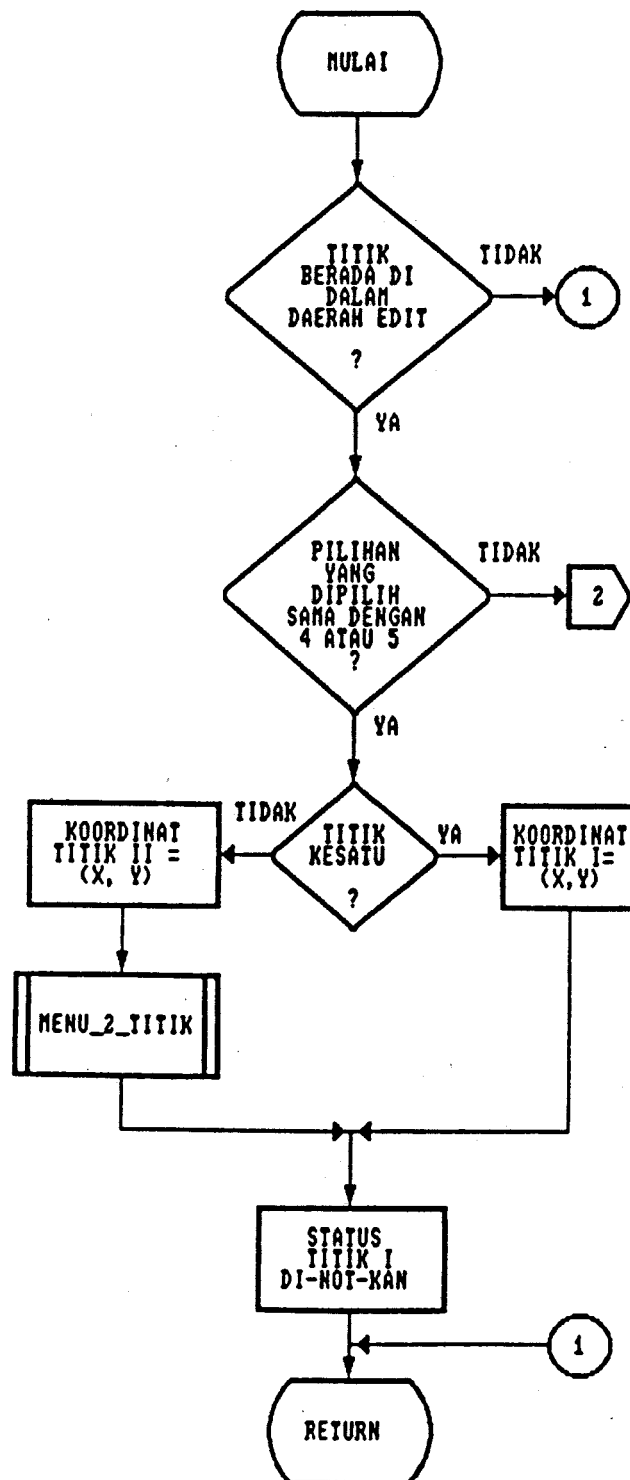 MULAI
TITIK
BERADA DI
DALAM
DAERAH EDIT
?
TIDAK
1
YA
PILIHAN
YANG
DIPILIH
SAMA DENGAN
4 ATAU 5
?
TIDAK
2
YA
KOORDINAT
TITIK II =
(X, Y)
TIDAK
TITIK
KESATU
?
YA
KOORDINAT
TITIK I=
(X,Y)
MENU_2_TITIK
STATUS
TITIK I
DI-NOT-KAN
1
RETURN